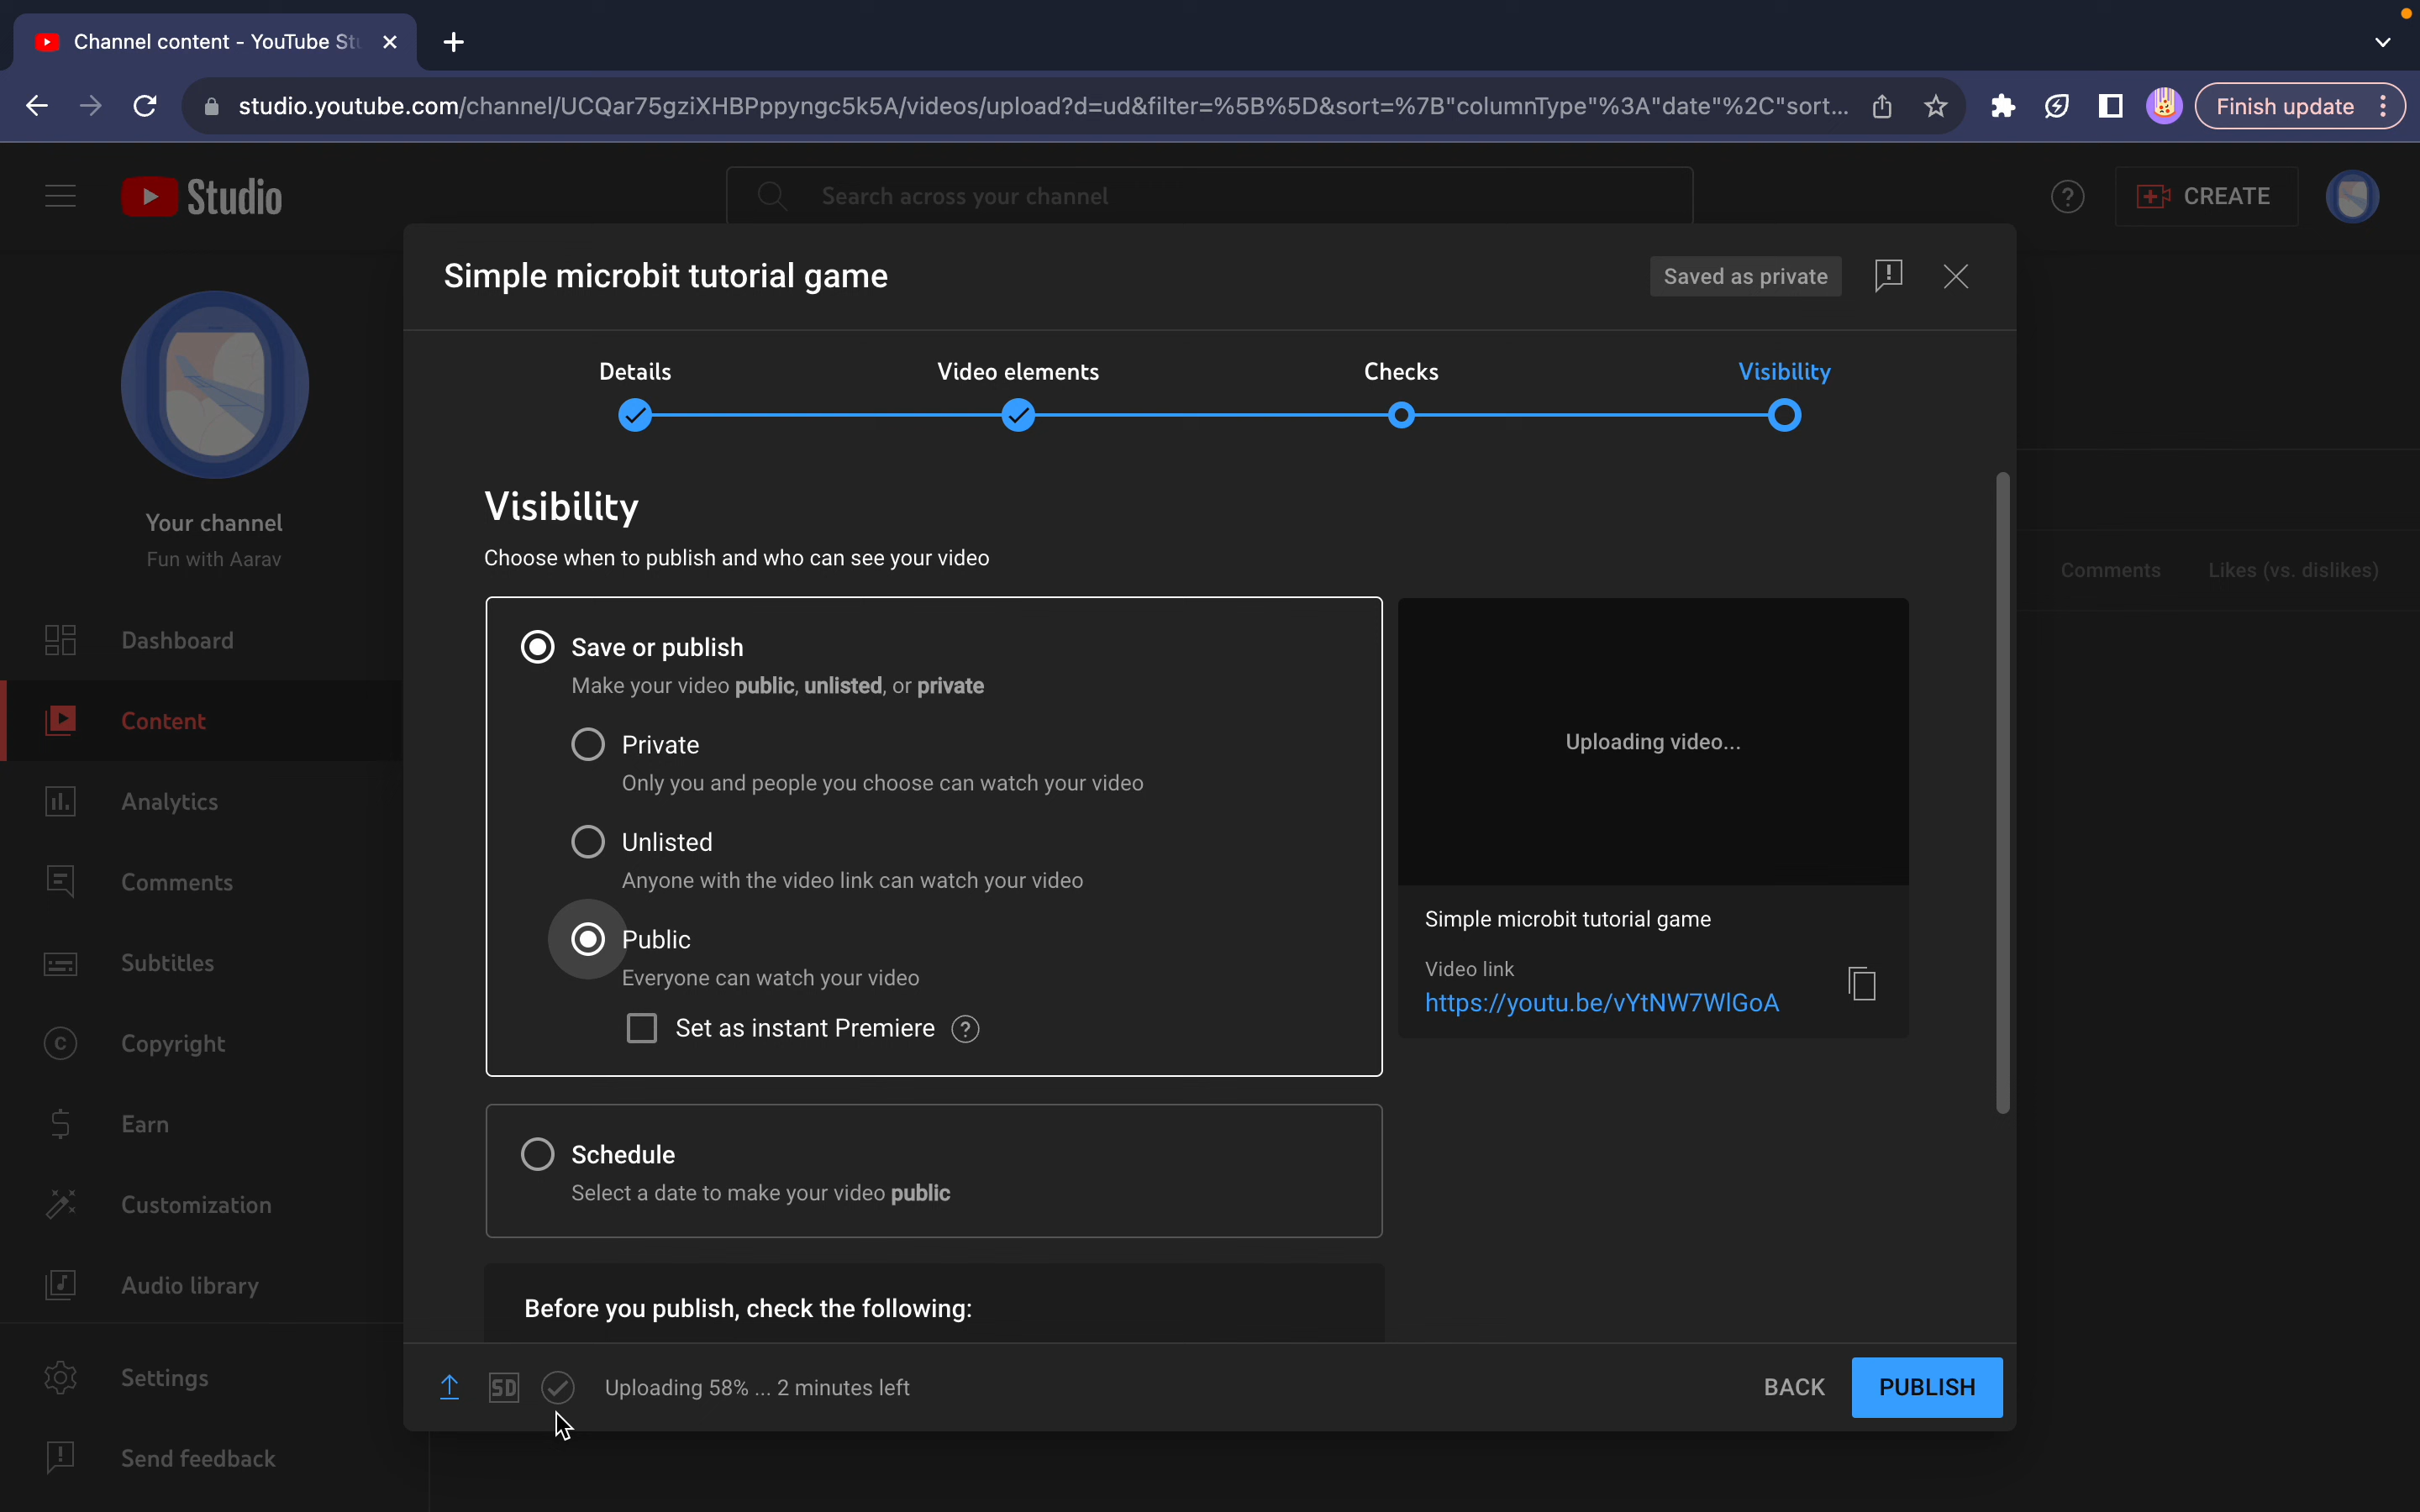 Channel content - YouTube St
studio.youtube.com/channel/UCQar75gziXHBPppyngc5k5A/videos/upload?d=ud&filter=%5B%5D&sort=%7B"columnType"%3A"date"%2C"sort...
Finish update
Studio
Search across your channel
CREATE
Simple microbit tutorial game
Saved as private
Details
Video elements
Checks
Visibility
Your channel
Fun with Aarav
Dashboard
Content
Analytics
Comments
Subtitles
Copyright
Earn
Customization
Audio library
Settings
Send feedback
Visibility
Choose when to publish and who can see your video
Save or publish
Make your video public, unlisted, or private
Private
Only you and people you choose can watch your video
Unlisted
Anyone with the video link can watch your video
Public
Everyone can watch your video
Set as instant Premiere
Schedule
Select a date to make your video public
Before you publish, check the following:
Uploading video...
Simple microbit tutorial game
Video link
https://youtu.be/vYtNW7WlGoA
Comments
Likes (vs. dislikes)
SD
Uploading 58% ... 2 minutes left
BACK
PUBLISH